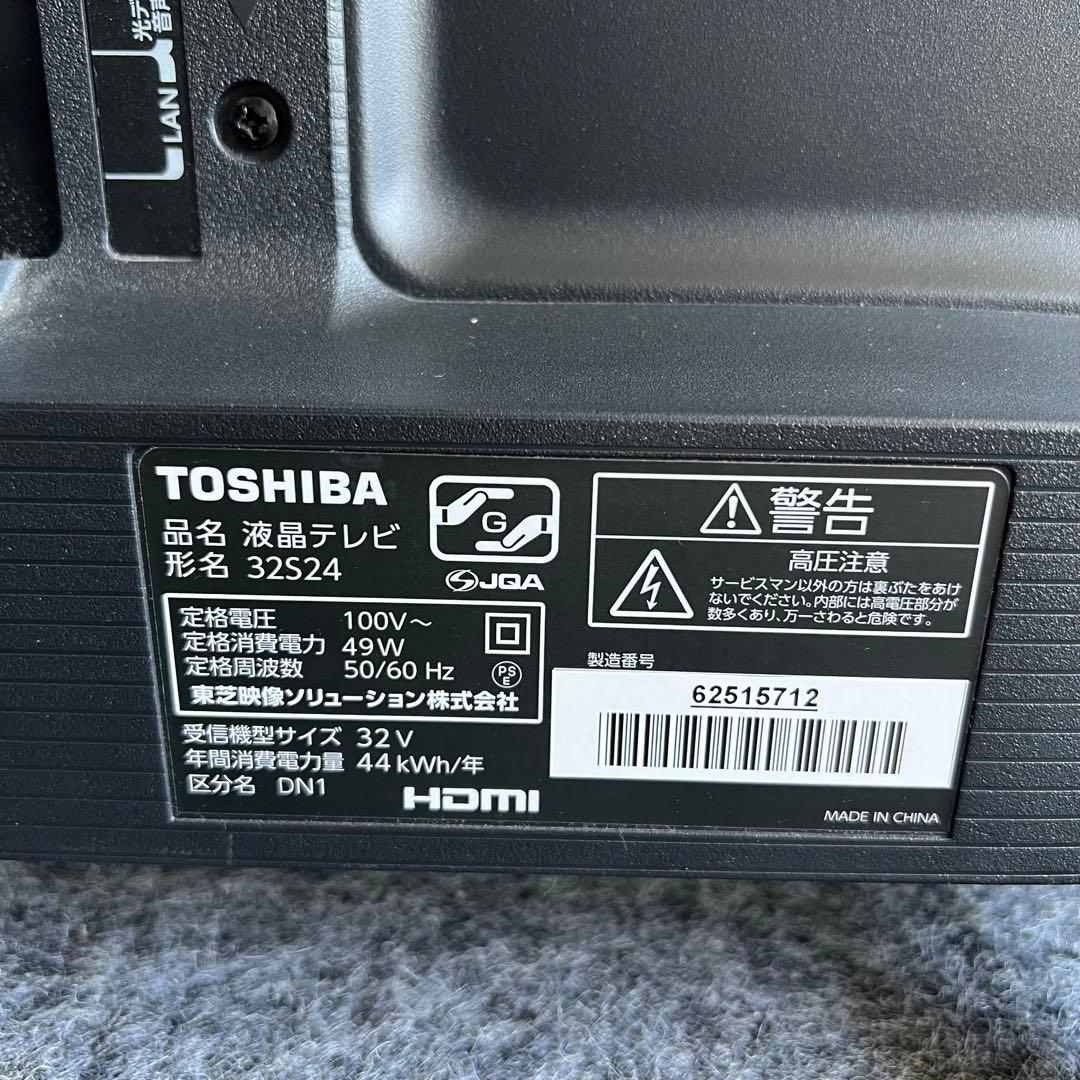 光デ
音声
LAN
TOSHIBA
品名 液晶テレビ
形名 32S24
G
JQA
定格電圧 100V～
定格消費電力 49W
定格周波数 50/60 Hz
PS
E
東芝映像ソリューション株式会社
受信機型サイズ 32V
年間消費電力量 44kWh/年
区分名 DN1
HDMI
警告
高圧注意
サービスマン以外の方は裏ぶたをあけ
ないでください。内部には高電圧部分が
数多くあり、万一さわると危険です。
製造番号
62515712
MADE IN CHINA